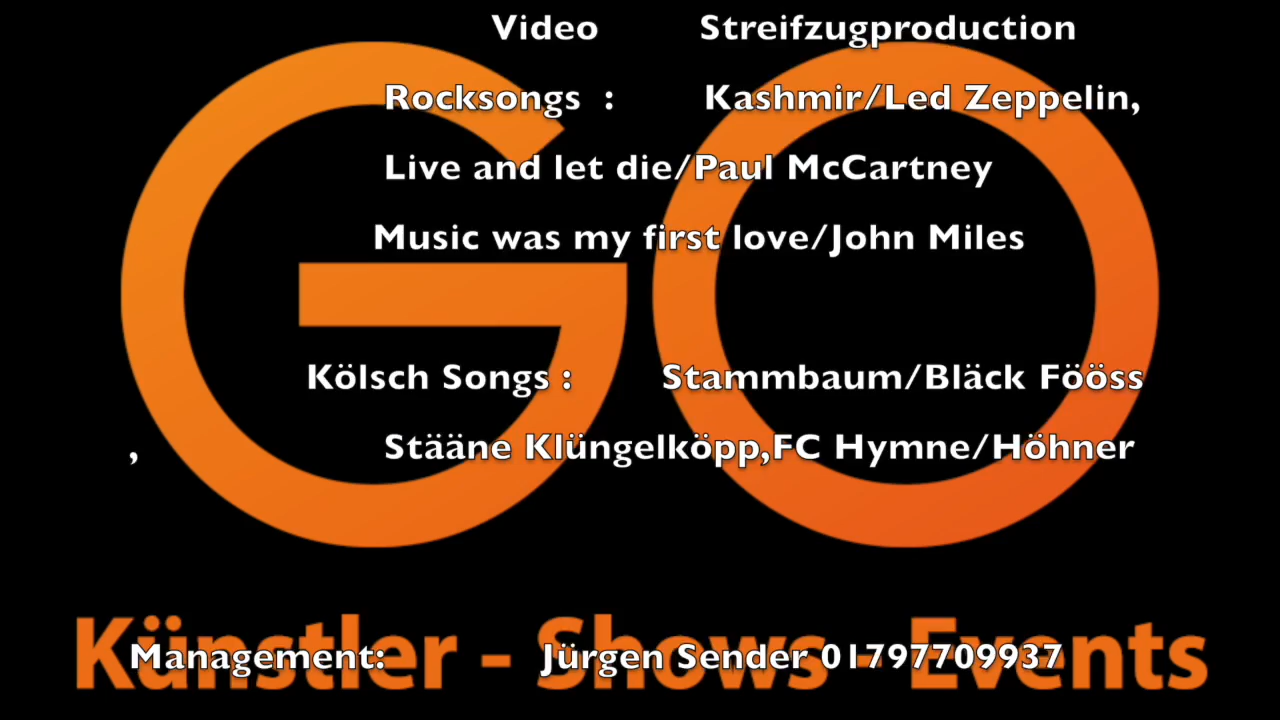 Video Streifzugproduction
Rocksongs : Kashmir/Led Zeppelin,
Live and let die/Paul McCartney
Music was my first love/John Miles
Kölsch Songs : Stammbaum/Bläck Fööss
, Stääne Klüngelköpp,FC Hymne/Höhner
GO
Künstler - Shows - Events
Management: Jürgen Sender 01797709937